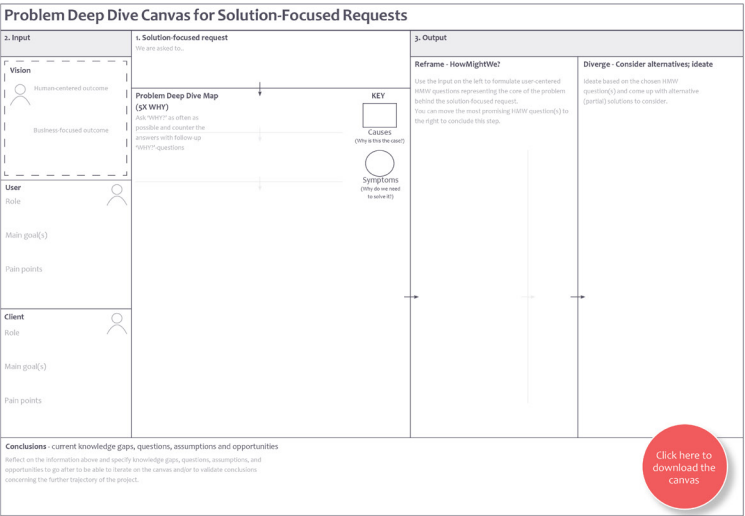 Problem Deep Dive Canvas for Solution-Focused Requests
2. Input
1. Solution-focused request
We are asked to..
3. Output
Vision
Human-centered outcome
Business-focused outcome
User
Role
Main goal(s)
Pain points
Client
Role
Main goal(s)
Pain points
Problem Deep Dive Map
(5X WHY)
Ask 'WHY?' as often as
possible and counter the
answers with follow-up
'WHY?' questions
KEY
Causes
(Why is this the case?)
Symptoms
(Why do we need
to solve it?)
Reframe - HowMightWe?
Use the input on the left to formulate user-centered
HMW questions representing the core of the problem
behind the solution-focused request.
You can move the most promising HMW question(s) to
the right to conclude this step.
Diverge - Consider alternatives; ideate
Ideate based on the chosen HMW
question(s) and come up with alternative
(partial) solutions to consider.
Conclusions - current knowledge gaps, questions, assumptions and opportunities
Reflect on the information above and specify knowledge gaps, questions, assumptions, and
opportunities to go after to be able to iterate on the canvas and/or to validate conclusions
concerning the further trajectory of the project.
Click here to
download the
canvas